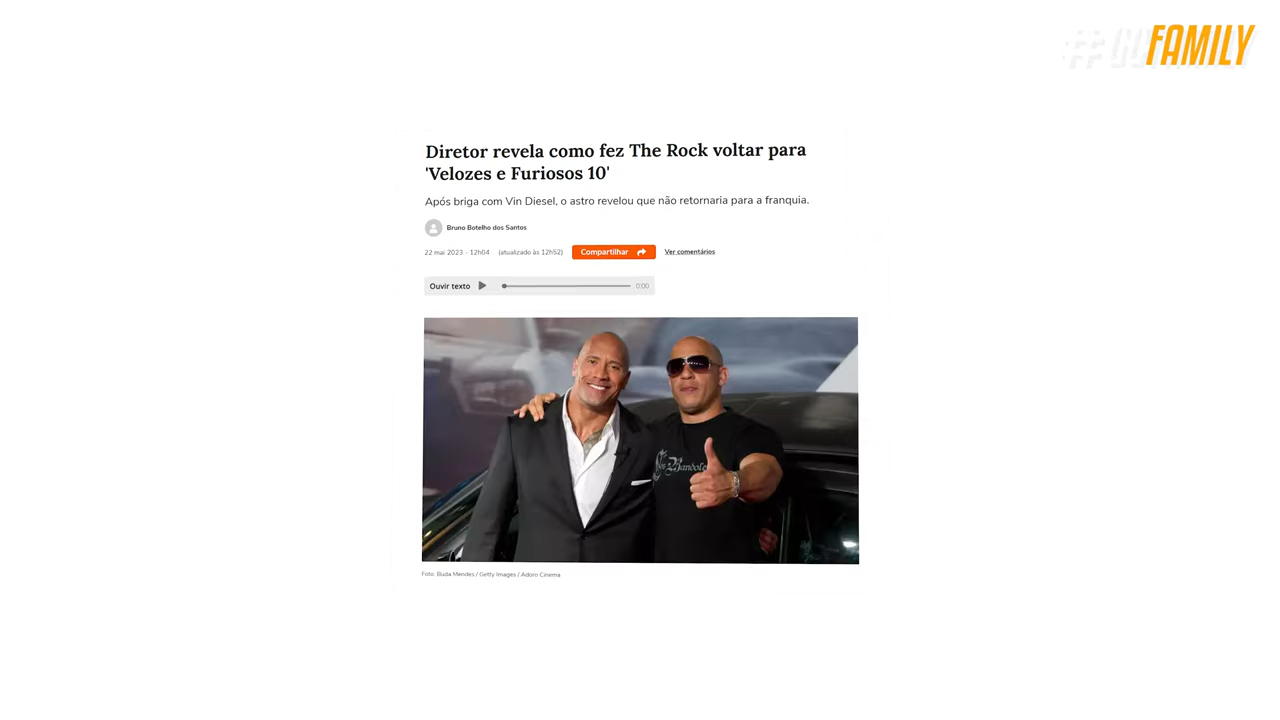 FAMILY
Diretor revela como fez The Rock voltar para
'Velozes e Furiosos 10'
Após briga com Vin Diesel, o astro revelou que não retornaria para a franquia.
Bruno Botelho dos Santos
22 mai 2023 - 12h04 (atualizado às 12h52) Compartilhar Ver comentários
Ouvir texto 0:00
Foto: Buda Mendes / Getty Images / Adoro Cinema